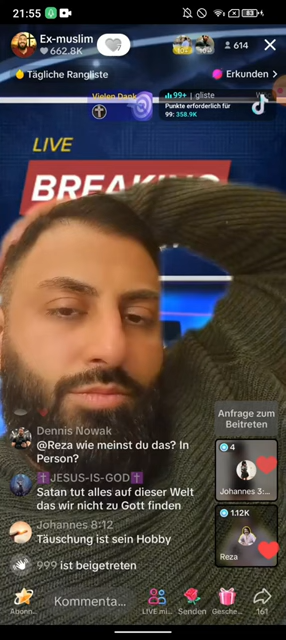 21:55
83
Ex-muslim
662.8K
614
Tägliche Rangliste
Erkunden >
Vielen Dank
99+ | gliste
Punkte erforderlich für
99: 358.9K
LIVE
BREAKING
Dennis Nowak
@Reza wie meinst du das? In
Person?
Anfrage zum
Beitreten
JESUS-IS-GOD
Satan tut alles auf dieser Welt
das wir nicht zu Gott finden
4
Johannes 3:...
Johannes 8:12
Täuschung ist sein Hobby
1.12K
Reza
999 ist beigetreten
Abonn...
Kommenta...
LIVE.mi...
Senden
Gesche...
161